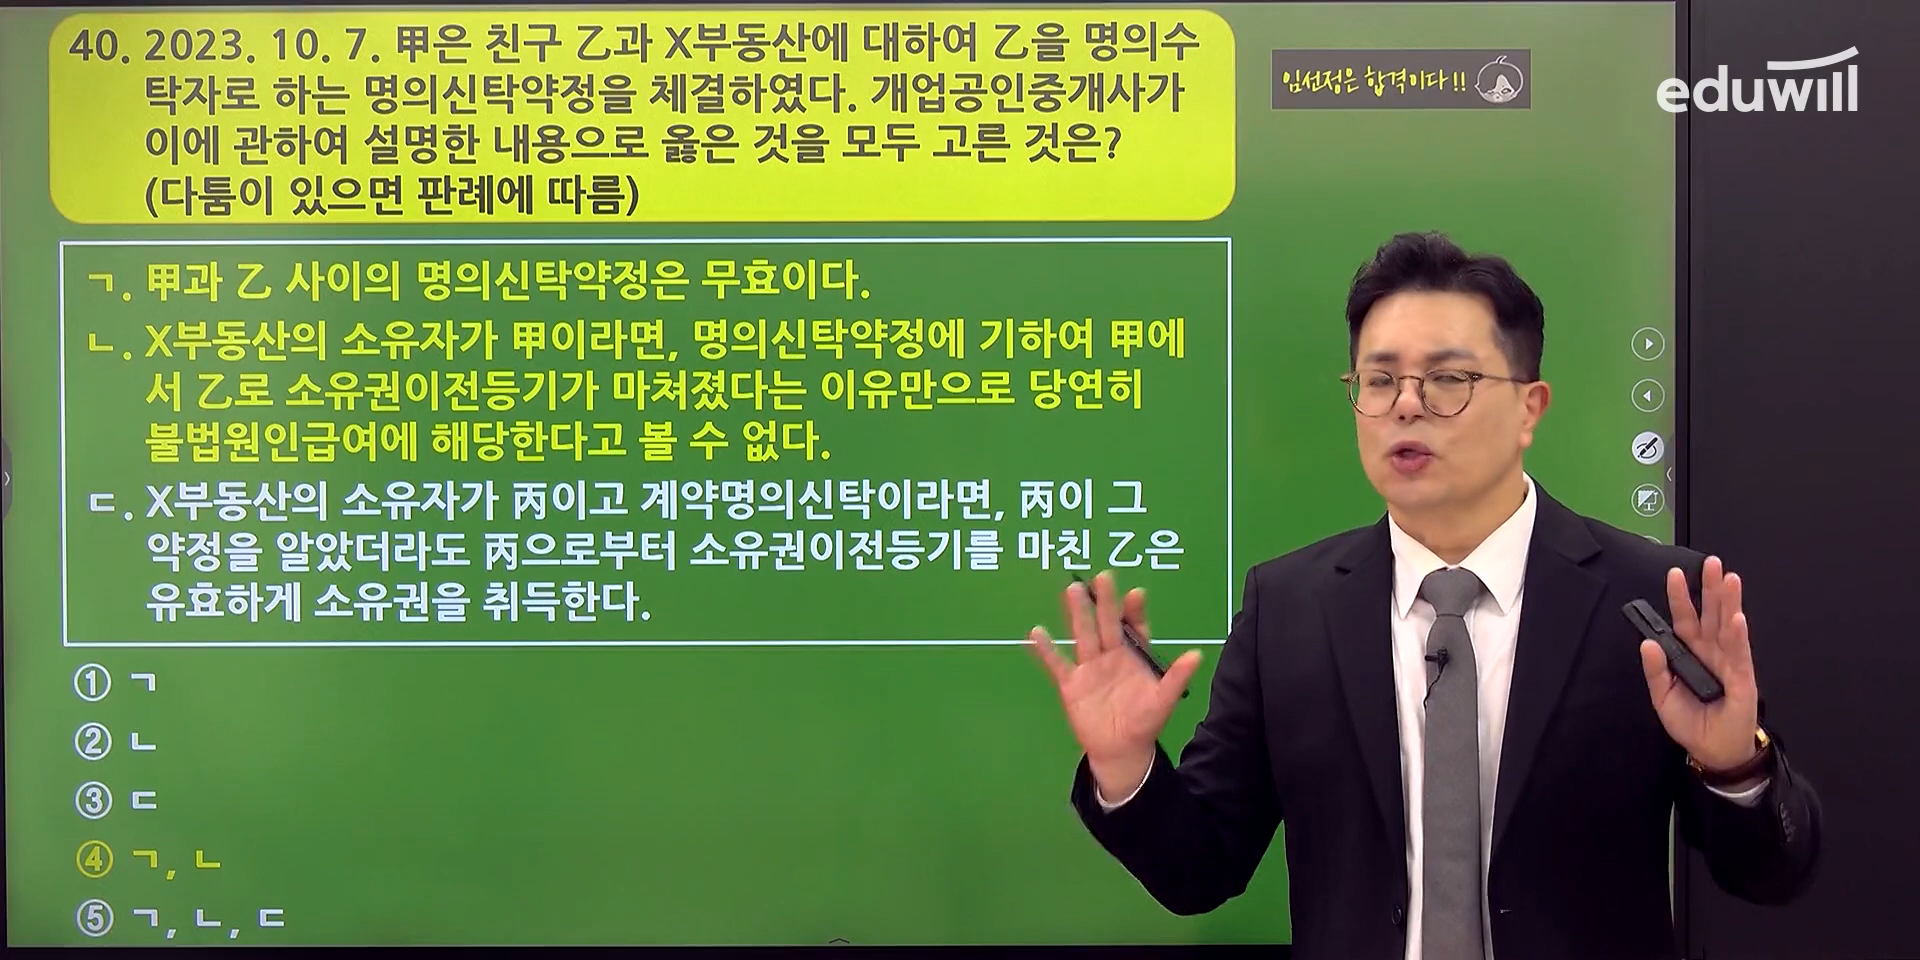 40. 2023. 10. 7. 甲은 친구 乙과 X부동산에 대하여 乙을 명의수
탁자로 하는 명의신탁약정을 체결하였다. 개업공인중개사가
이에 관하여 설명한 내용으로 옳은 것을 모두 고른 것은?
(다툼이 있으면 판례에 따름)
임선정은 합격이다!!
eduwill
ㄱ. 甲과 乙 사이의 명의신탁약정은 무효이다.
ㄴ. X부동산의 소유자가 甲이라면, 명의신탁약정에 기하여 甲에
서 乙로 소유권이전등기가 마쳐졌다는 이유만으로 당연히
불법원인급여에 해당한다고 볼 수 없다.
ㄷ. X부동산의 소유자가 丙이고 계약명의신탁이라면, 丙이 그
약정을 알았더라도 丙으로부터 소유권이전등기를 마친 乙은
유효하게 소유권을 취득한다.
① ㄱ
② ㄴ
③ ㄷ
④ ㄱ, ㄴ
⑤ ㄱ, ㄴ, ㄷ